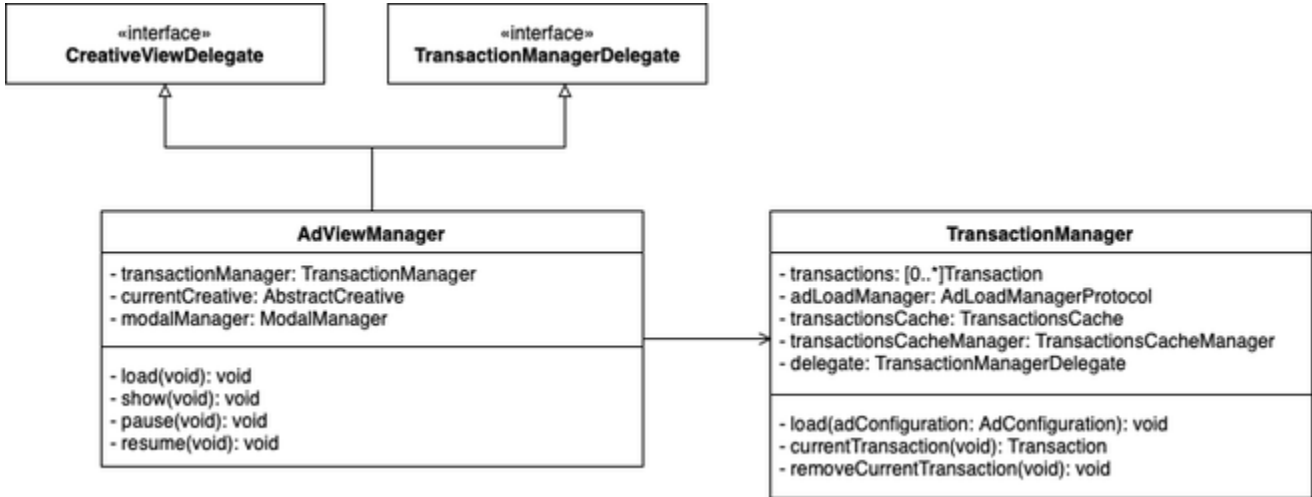 «interface»
CreativeViewDelegate
«interface»
TransactionManagerDelegate
AdViewManager
- transactionManager: TransactionManager
- currentCreative: AbstractCreative
- modalManager: ModalManager
- load(void): void
- show(void): void
- pause(void): void
- resume(void): void
TransactionManager
- transactions: [0..*]Transaction
- adLoadManager: AdLoadManagerProtocol
- transactionsCache: TransactionsCache
- transactionsCacheManager: TransactionsCacheManager
- delegate: TransactionManagerDelegate
- load(adConfiguration: AdConfiguration): void
- currentTransaction(void): Transaction
- removeCurrentTransaction(void): void